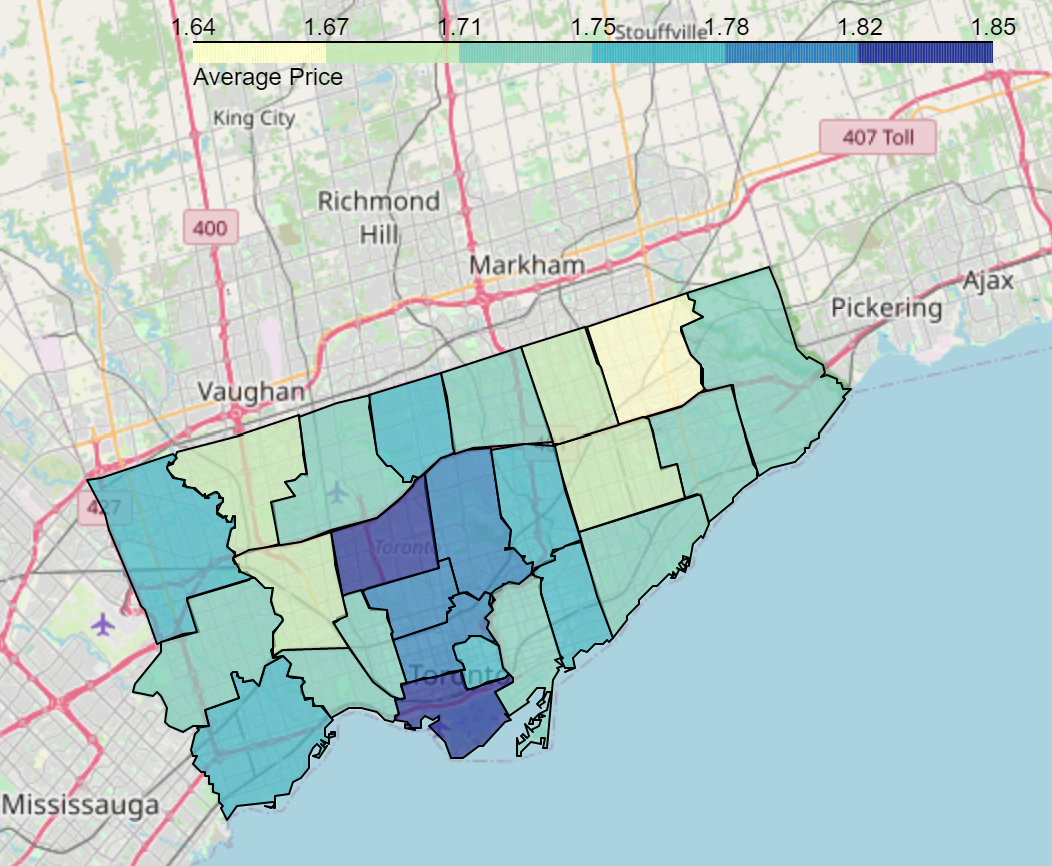 1.64 1.67 1.71 1.75 1.78 1.82 1.85
Stouffville
Average Price
King City
407 Toll
Richmond
Hill
400
Markham
Ajax
Pickering
Vaughan
427
Toronto
Toronto
Mississauga